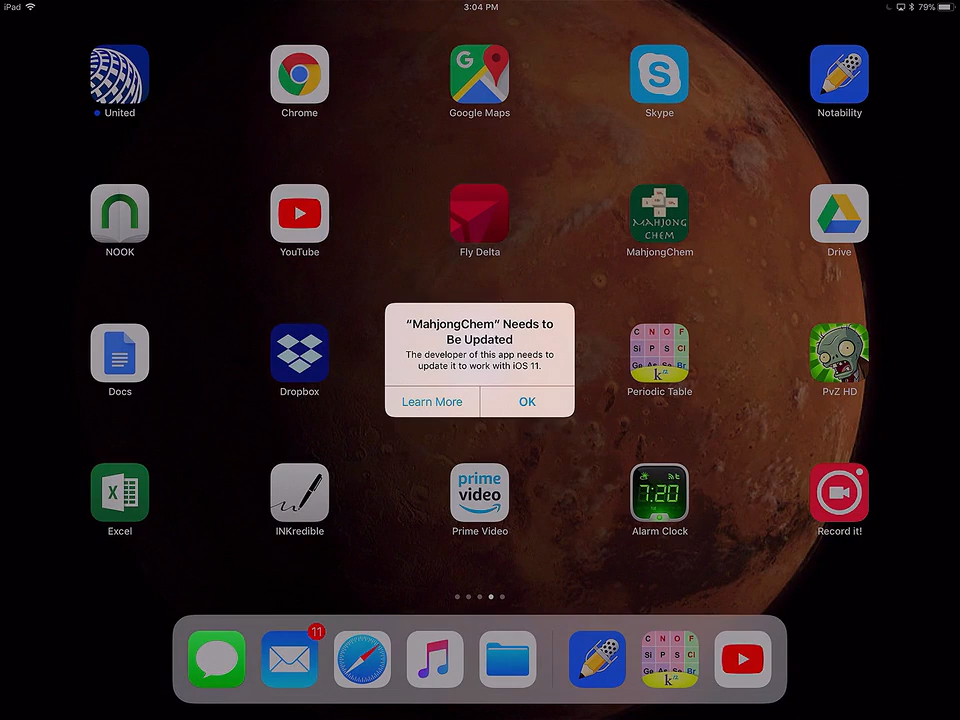 iPad 3:04 PM 79%
United Chrome Google Maps Skype Notability
MAHJONG
CHEM
NOOK YouTube Fly Delta MahjongChem Drive
“MahjongChem” Needs to
Be Updated
The developer of this app needs to
update it to work with iOS 11.
Learn More OK
C N O F
Si P S Cl
Ge As Se Br
k12
Docs Dropbox Periodic Table PvZ HD
X
prime
video
7:20
Excel INKredible Prime Video Alarm Clock Record it!
11
C N O F
Si P S Cl
Ge As Se Br
k12